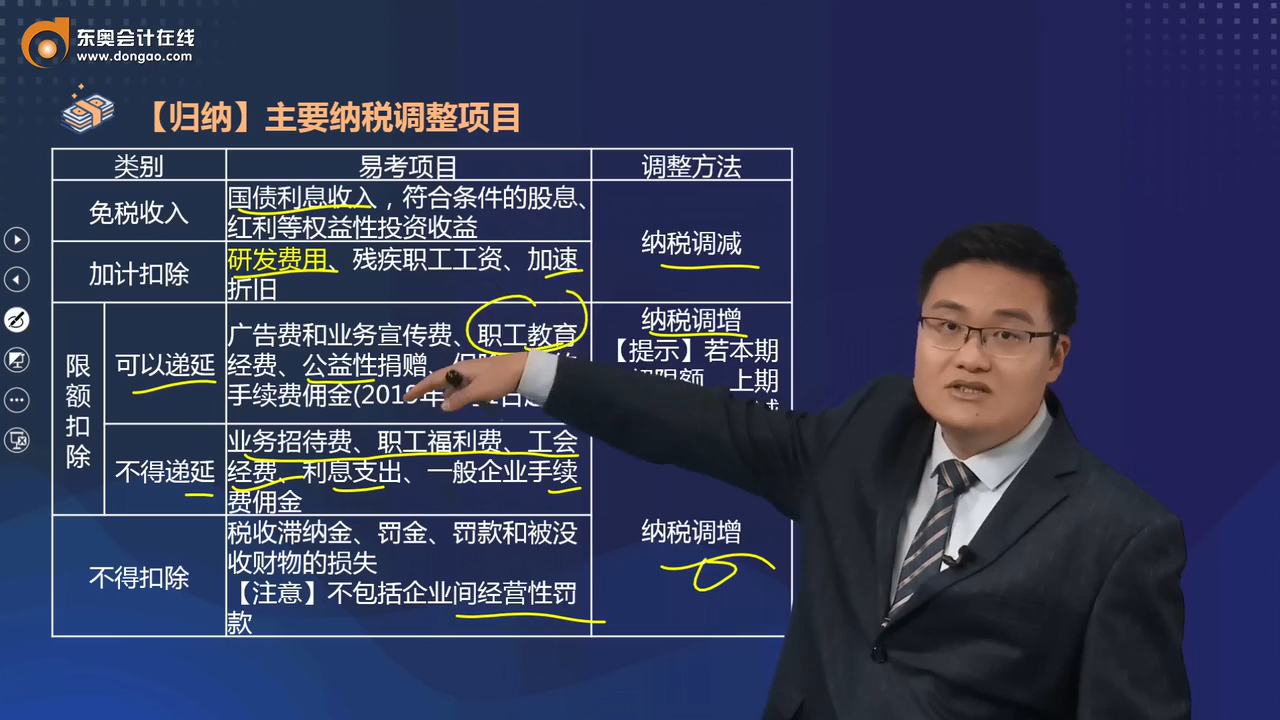 东奥会计在线
www.dongao.com
【归纳】主要纳税调整项目
类别
易考项目
调整方法
免税收入
国债利息收入，符合条件的股息、
红利等权益性投资收益
纳税调减
加计扣除
研发费用、残疾职工工资、加速
折旧
限额扣除
可以递延
广告费和业务宣传费、职工教育
经费、公益性捐赠、
手续费佣金(2019年
纳税调增
【提示】若本期
超限额 上期
不得递延
业务招待费、职工福利费、工会
经费、利息支出、一般企业手续
费佣金
不得扣除
税收滞纳金、罚金、罚款和被没
收财物的损失
【注意】不包括企业间经营性罚
款
纳税调增